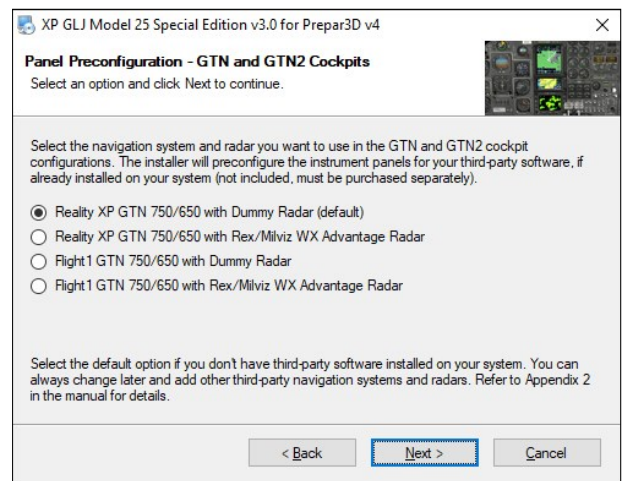 XP GLJ Model 25 Special Edition v3.0 for Prepar3D v4
Panel Preconfiguration - GTN and GTN2 Cockpits
Select an option and click Next to continue.
Select the navigation system and radar you want to use in the GTN and GTN2 cockpit
configurations. The installer will preconfigure the instrument panels for your third-party software, if
already installed on your system (not included, must be purchased separately).
Reality XP GTN 750/650 with Dummy Radar (default)
Reality XP GTN 750/650 with Rex/Milviz WX Advantage Radar
Flight1 GTN 750/650 with Dummy Radar
Flight1 GTN 750/650 with Rex/Milviz WX Advantage Radar
Select the default option if you don't have third-party software installed on your system. You can
always change later and add other third-party navigation systems and radars. Refer to Appendix 2
in the manual for details.
< Back Next > Cancel